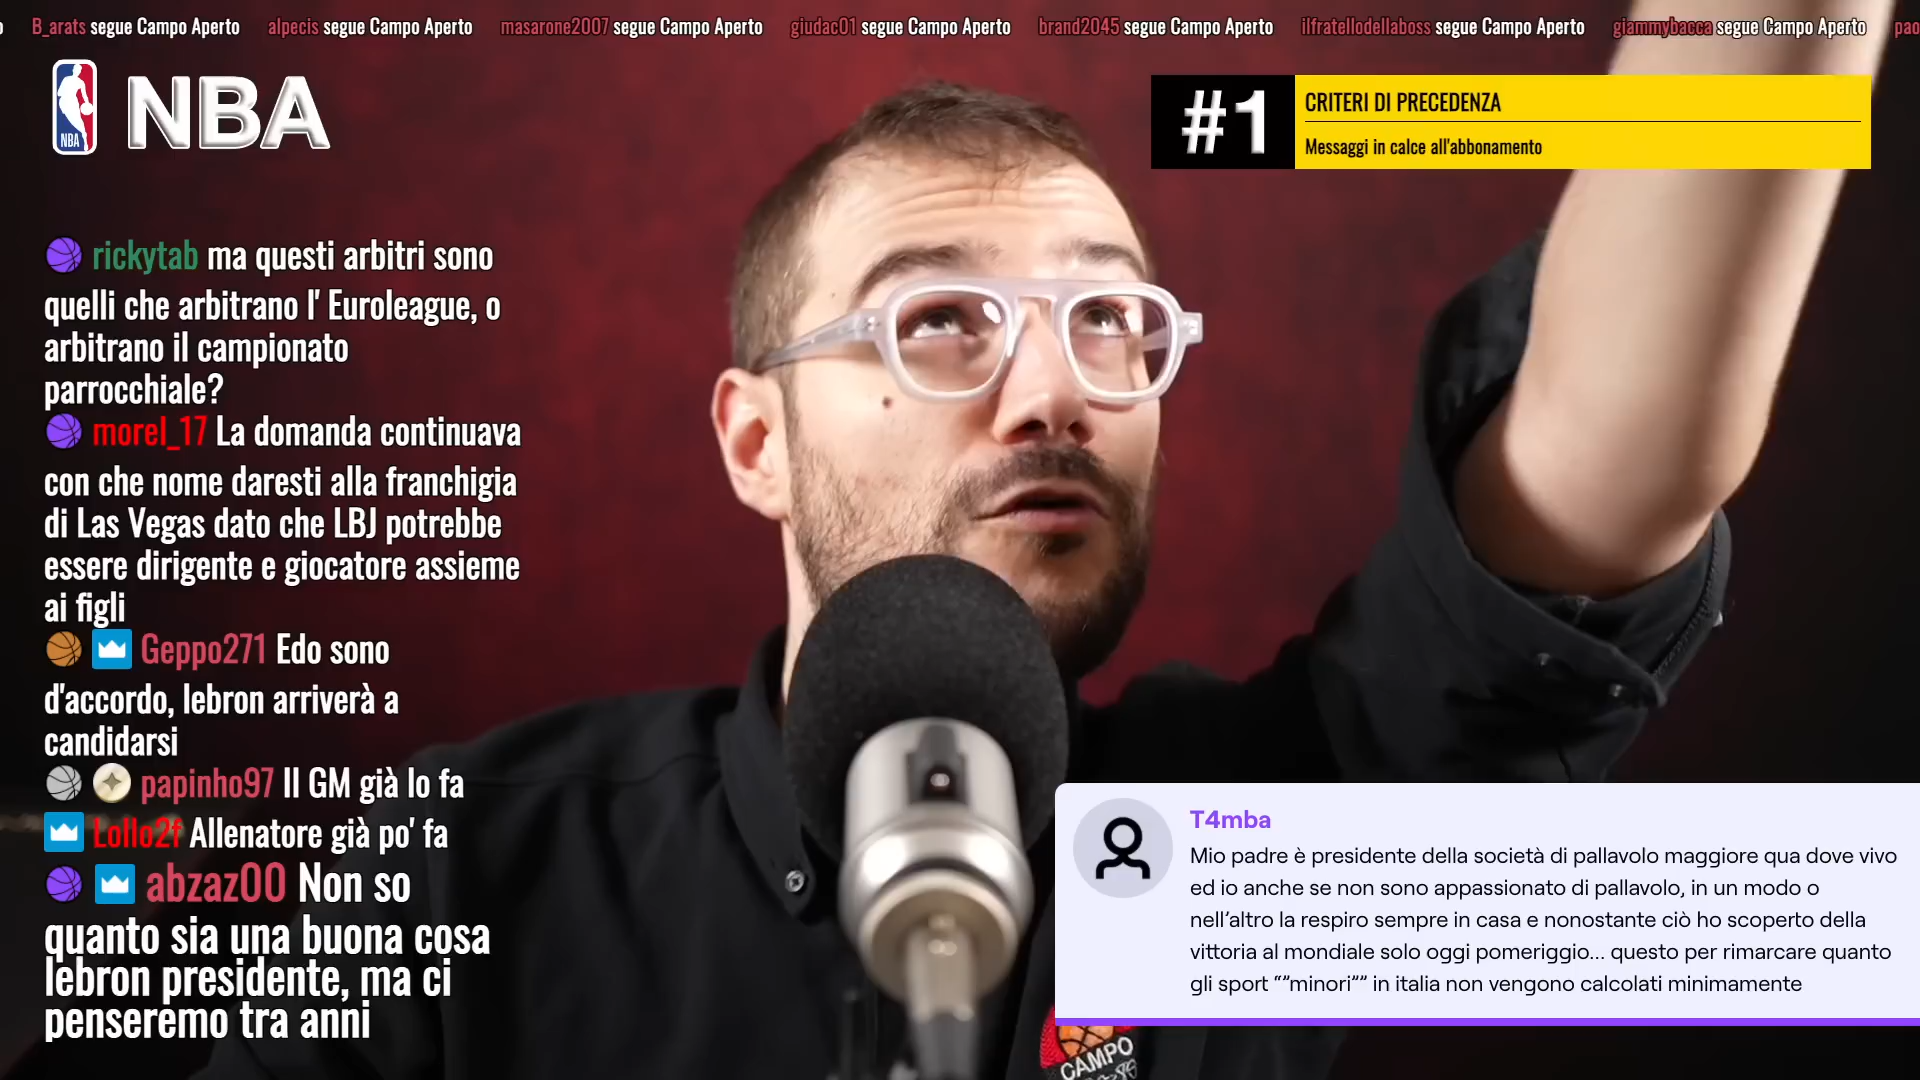 B_arats segue Campo Aperto alpecis segue Campo Aperto masarone2007 segue Campo Aperto giudac01 segue Campo Aperto brand2045 segue Campo Aperto ilfratellodellaboss segue Campo Aperto giammybacca segue Campo Aperto pao
NBA
NBA
#1
CRITERI DI PRECEDENZA
Messaggi in calce all'abbonamento
rickytab ma questi arbitri sono
quelli che arbitrano l' Euroleague, o
arbitrano il campionato
parrocchiale?
morel_17 La domanda continuava
con che nome daresti alla franchigia
di Las Vegas dato che LBJ potrebbe
essere dirigente e giocatore assieme
ai figli
Geppo271 Edo sono
d'accordo, lebron arriverà a
candidarsi
papinho97 Il GM già lo fa
Lollo2f Allenatore già po' fa
abzaz00 Non so
quanto sia una buona cosa
lebron presidente, ma ci
penseremo tra anni
T4mba
Mio padre è presidente della società di pallavolo maggiore qua dove vivo
ed io anche se non sono appassionato di pallavolo, in un modo o
nell’altro la respiro sempre in casa e nonostante ciò ho scoperto della
vittoria al mondiale solo oggi pomeriggio... questo per rimarcare quanto
gli sport “”minori”” in italia non vengono calcolati minimamente
CAMPO